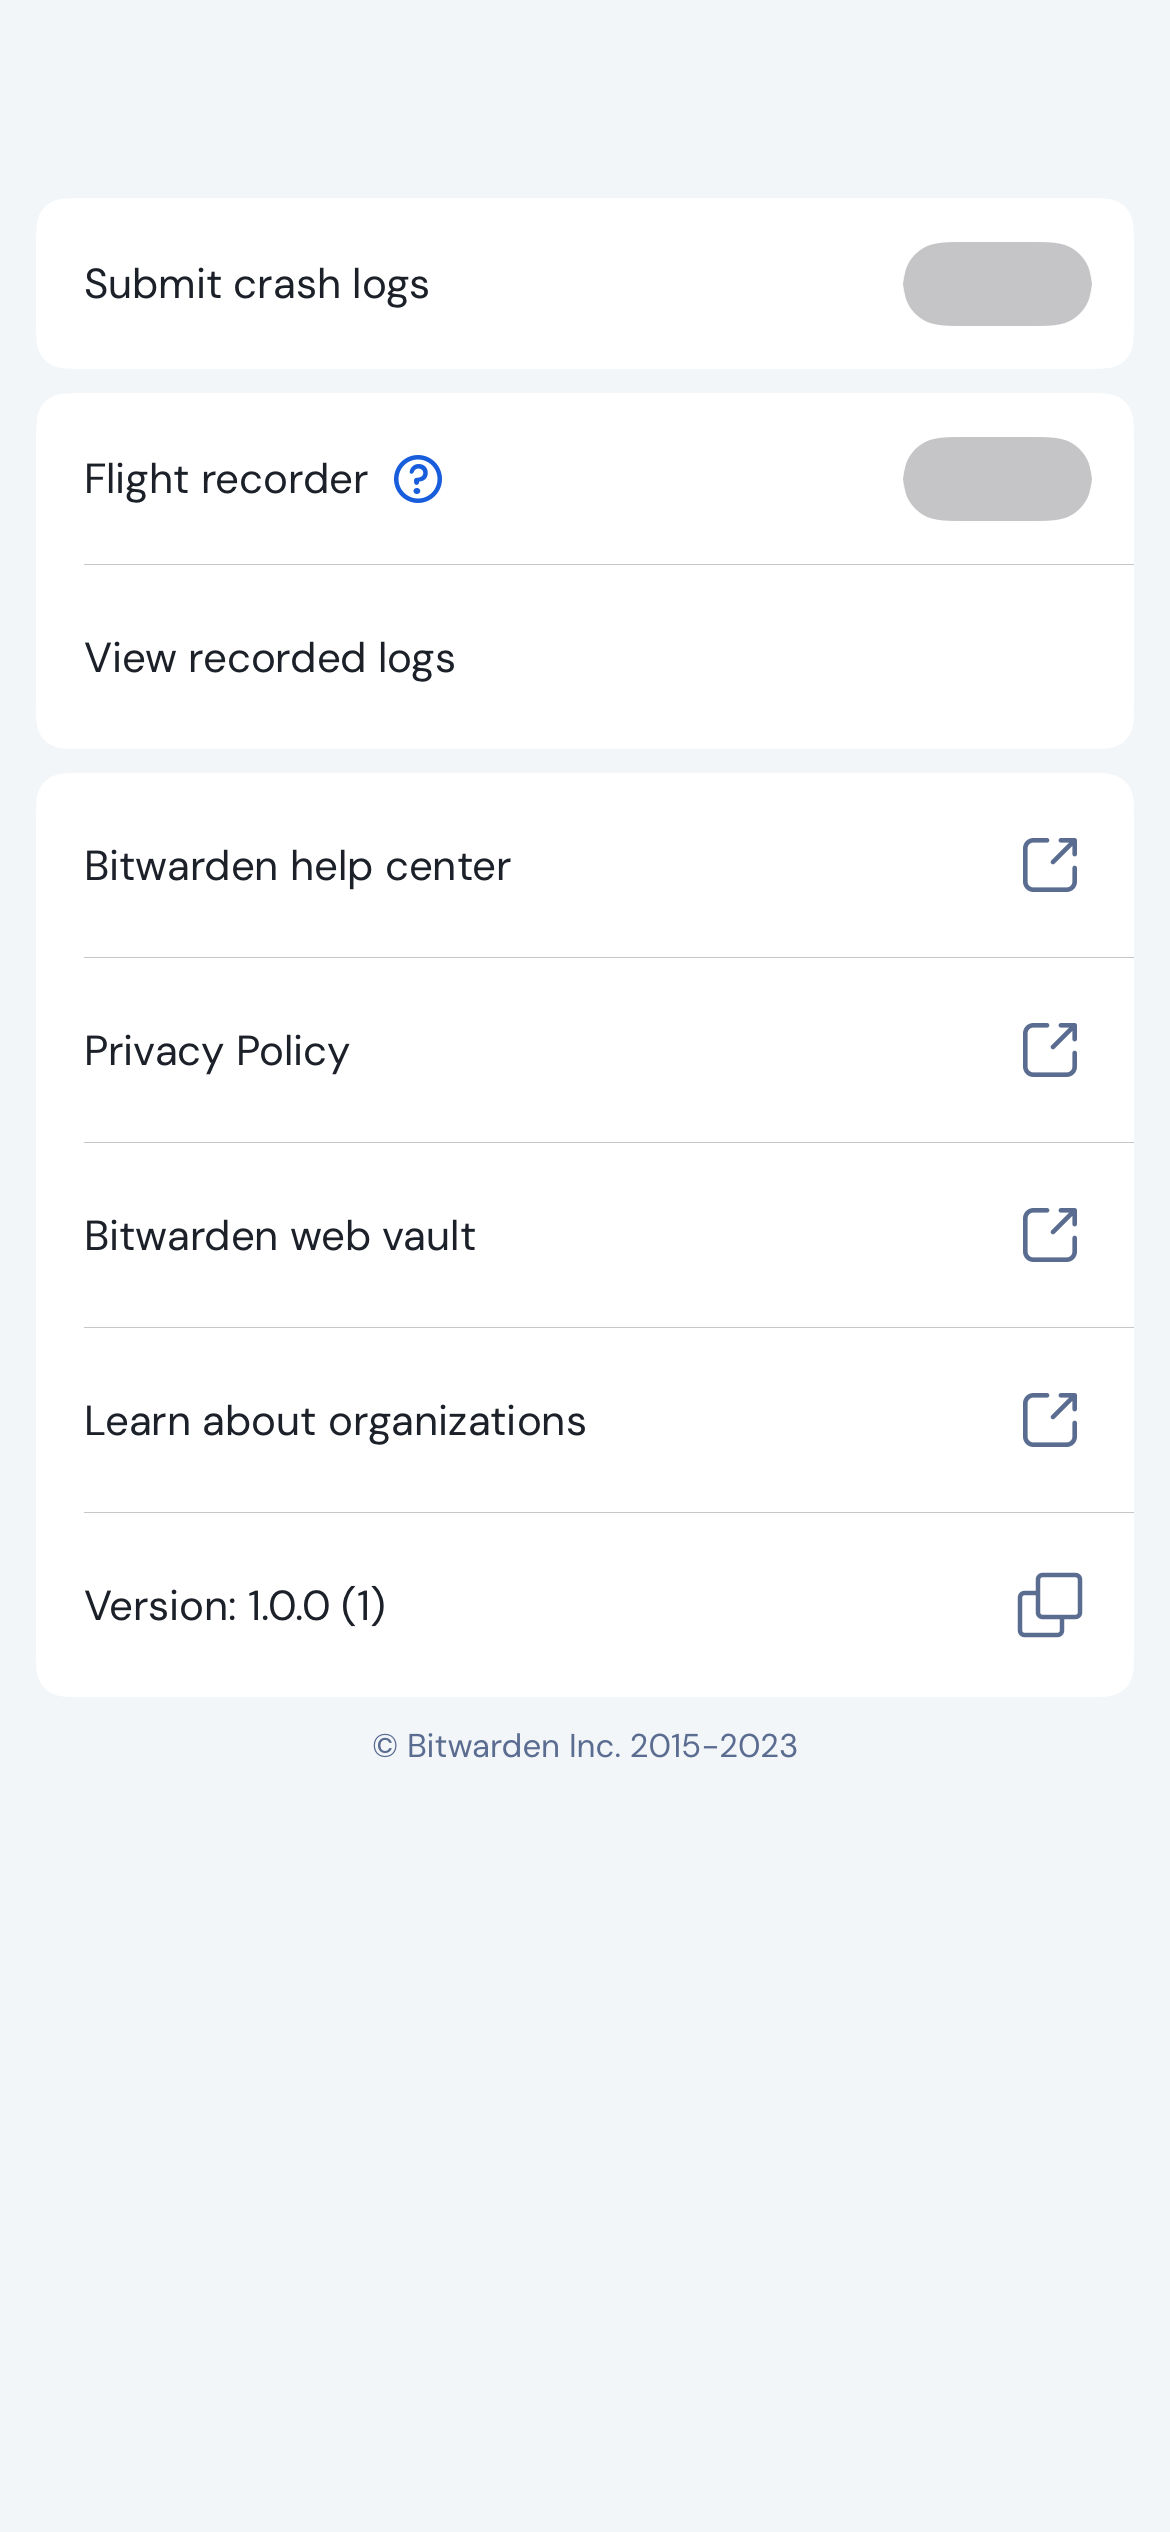 Submit crash logs
Flight recorder
View recorded logs
Bitwarden help center
Privacy Policy
Bitwarden web vault
Learn about organizations
Version: 1.0.0 (1)
© Bitwarden Inc. 2015-2023